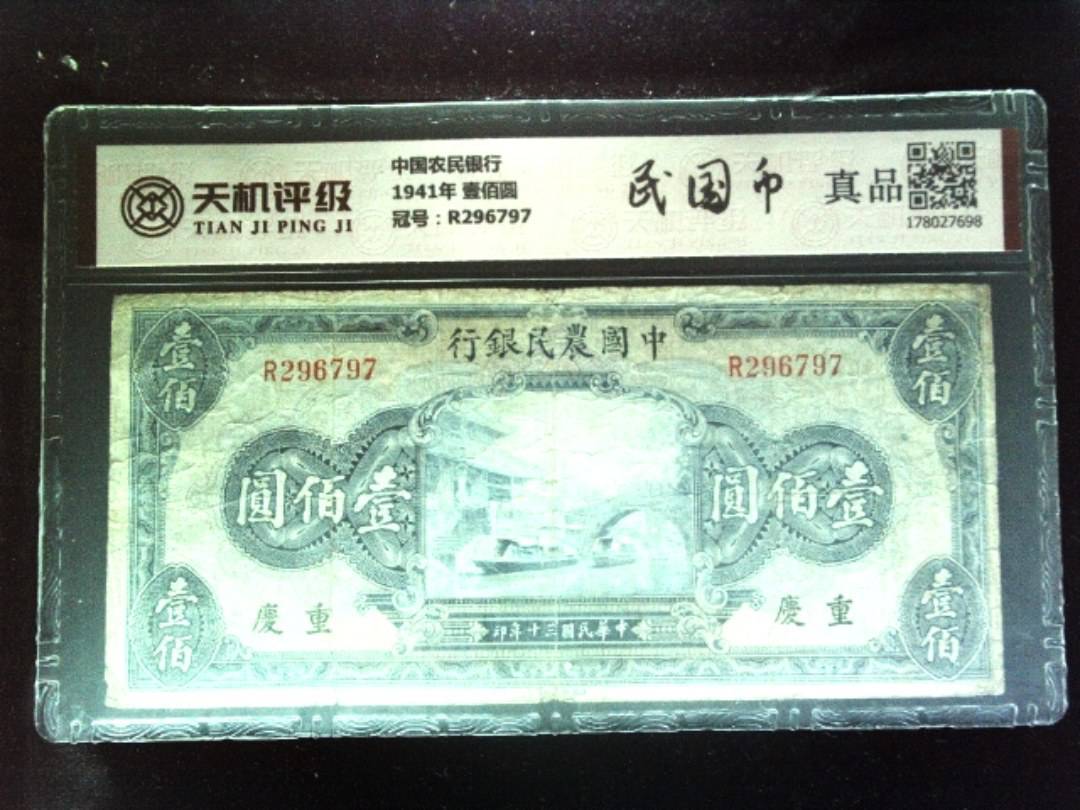 天机评级
TIAN JI PING JI
中国农民银行
1941年 壹佰圆
冠号：R296797
民国币
真品
178027698
行銀民農國中
R296797
R296797
壹佰
壹佰
圓佰壹
圓佰壹
慶重
慶重
印年十三國民華中
壹佰
壹佰